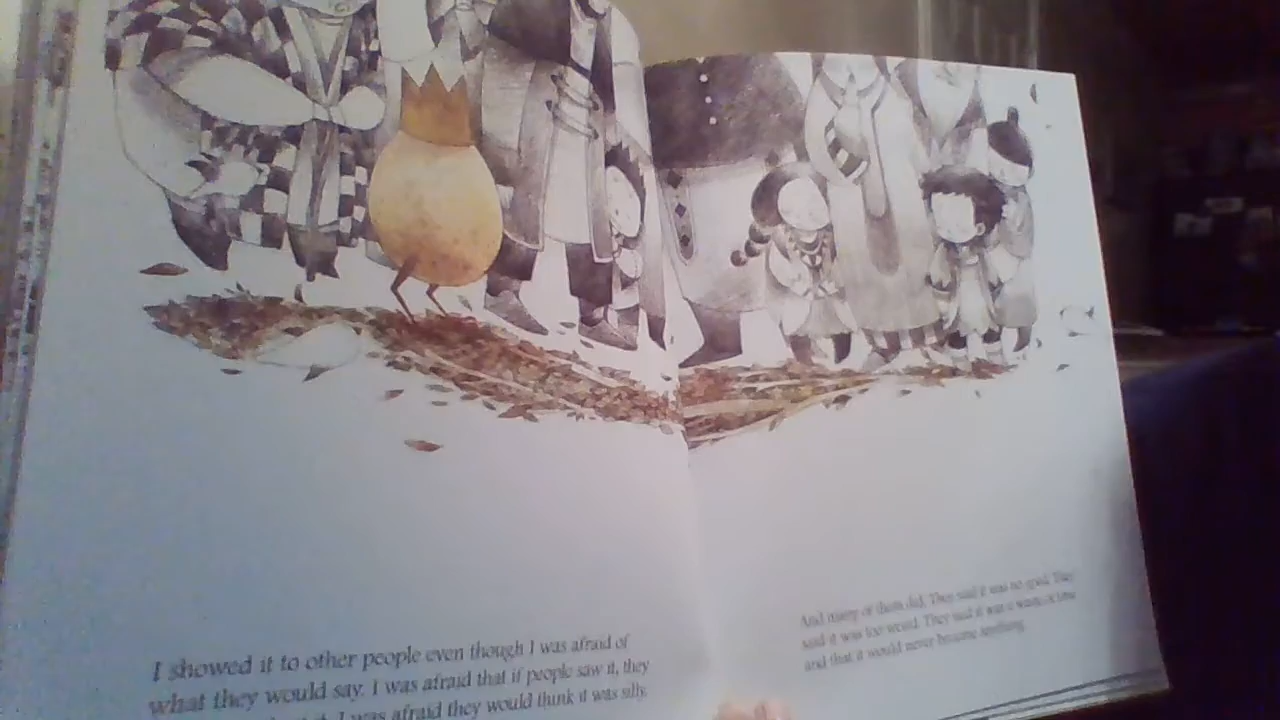 I showed it to other people even though I was afraid of
what they would say. I was afraid that if people saw it, they
I was afraid they would think it was silly.
And many of them did. They said it was no good. They
said it was too weird. They said it was a waste of time
and that it would never become anything.